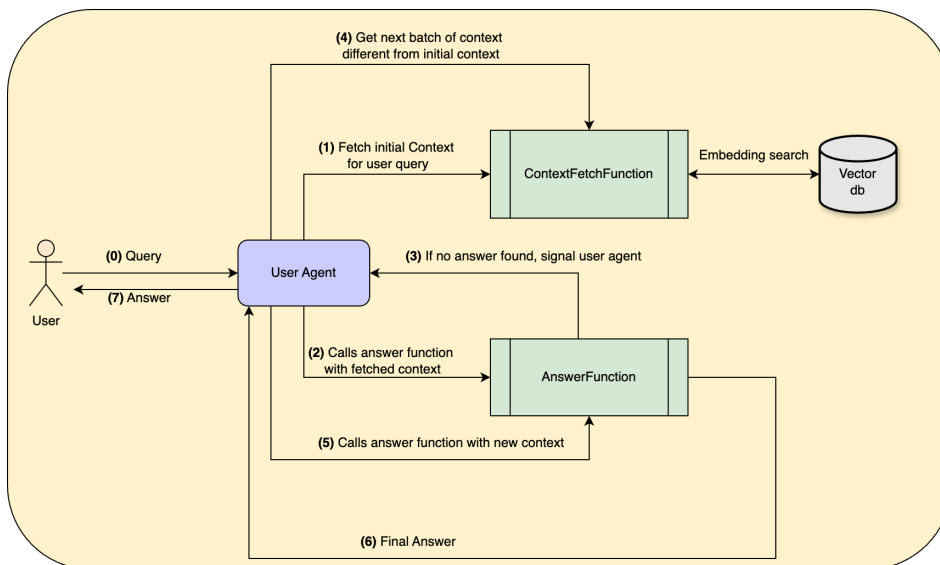 (4) Get next batch of context
different from initial context
(1) Fetch initial Context
for user query
ContextFetchFunction
Embedding search
Vector
db
(0) Query
User Agent
(3) If no answer found, signal user agent
(7) Answer
User
(2) Calls answer function
with fetched context
AnswerFunction
(5) Calls answer function with new context
(6) Final Answer